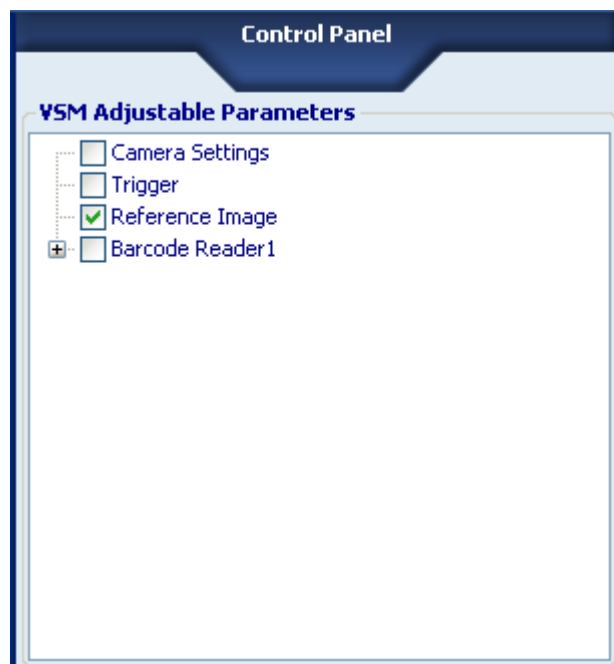 Control Panel
VSM Adjustable Parameters
Camera Settings
Trigger
Reference Image
Barcode Reader1